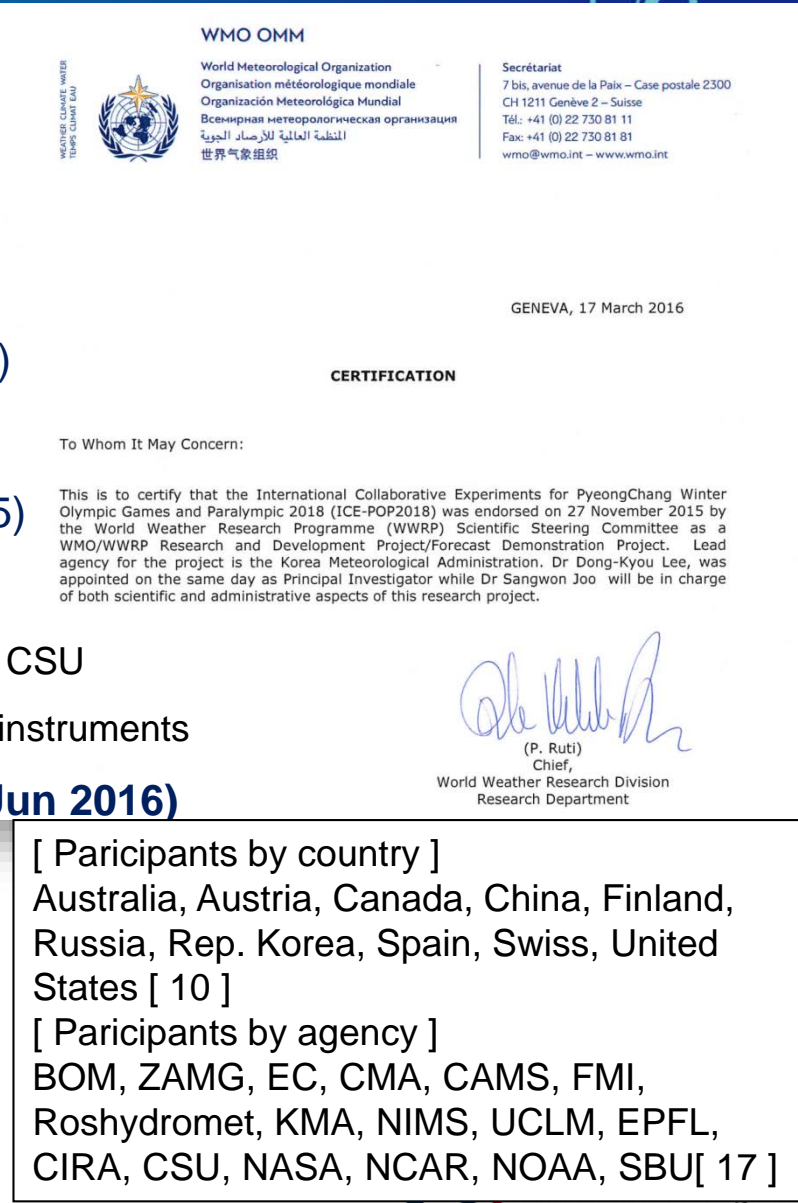 WMO OMM
WEATHER CLIMATE WATER
TEMPS CLIMAT EAU
World Meteorological Organization
Organisation météorologique mondiale
Organización Meteorológica Mundial
Всемирная метеорологическая организация
المنظمة العالمية للأرصاد الجوية
世界气象组织
Secrétariat
7 bis, avenue de la Paix – Case postale 2300
CH 1211 Genève 2 – Suisse
Tél.: +41 (0) 22 730 81 11
Fax: +41 (0) 22 730 81 81
wmo@wmo.int – www.wmo.int
GENEVA, 17 March 2016
)
CERTIFICATION
To Whom It May Concern:
5)
This is to certify that the International Collaborative Experiments for PyeongChang Winter
Olympic Games and Paralympic 2018 (ICE-POP2018) was endorsed on 27 November 2015 by
the World Weather Research Programme (WWRP) Scientific Steering Committee as a
WMO/WWRP Research and Development Project/Forecast Demonstration Project. Lead
agency for the project is the Korea Meteorological Administration. Dr Dong-Kyou Lee, was
appointed on the same day as Principal Investigator while Dr Sangwon Joo will be in charge
of both scientific and administrative aspects of this research project.
CSU
instruments
Jun 2016)
(P. Ruti)
Chief,
World Weather Research Division
Research Department
[ Paricipants by country ]
Australia, Austria, Canada, China, Finland,
Russia, Rep. Korea, Spain, Swiss, United
States [ 10 ]
[ Paricipants by agency ]
BOM, ZAMG, EC, CMA, CAMS, FMI,
Roshydromet, KMA, NIMS, UCLM, EPFL,
CIRA, CSU, NASA, NCAR, NOAA, SBU[ 17 ]